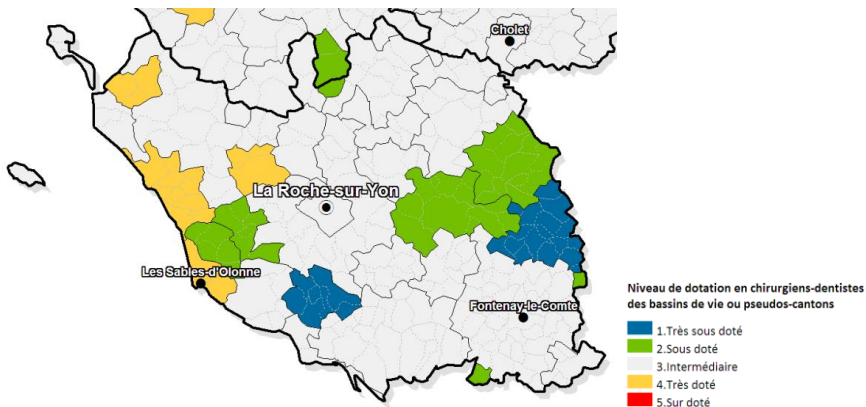 Cholet
La Roche-sur-Yon
Les Sables-d'Olonne
Fontenay-le-Comte
Niveau de dotation en chirurgiens-dentistes
des bassins de vie ou pseudos-cantons
1.Très sous doté
2.Sous doté
3.Intermédiaire
4.Très doté
5.Sur doté